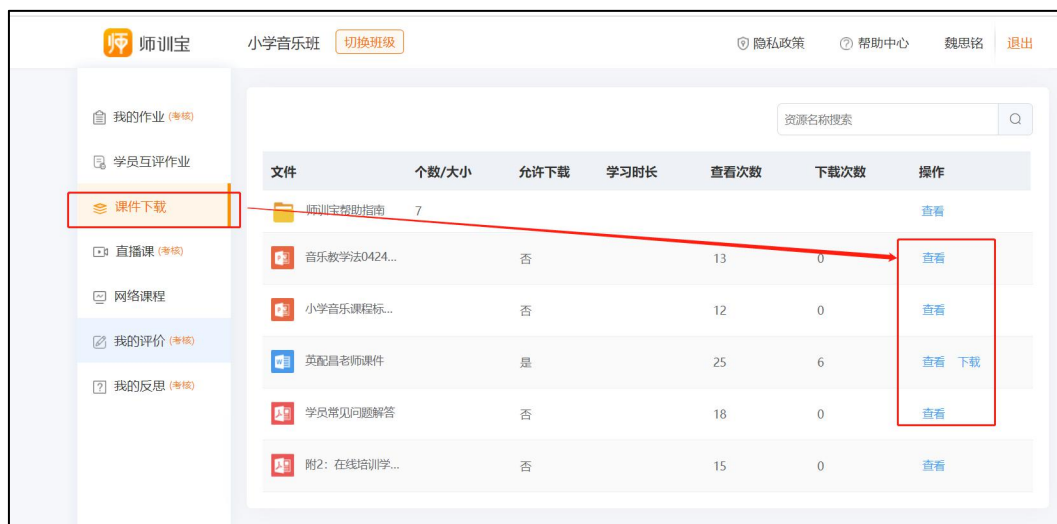 师 师训宝 小学音乐班 切换班级 隐私政策 ? 帮助中心 魏思铭 退出
我的作业 (考核)
学员互评作业
课件下载
直播课 (考核)
网络课程
我的评价 (考核)
? 我的反思 (考核)
资源名称搜索
文件 个数/大小 允许下载 学习时长 查看次数 下载次数 操作
师训宝帮助指南 7 查看
音乐教学法0424... 否 13 0 查看
小学音乐课程标... 否 12 0 查看
英配昌老师课件 是 25 6 查看 下载
学员常见问题解答 否 18 0 查看
附2：在线培训学... 否 15 0 查看